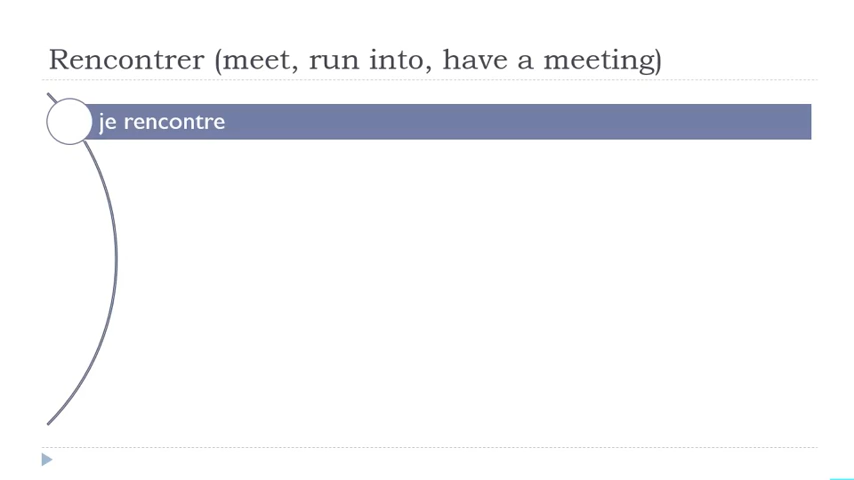 Rencontrer (meet, run into, have a meeting)
je rencontre